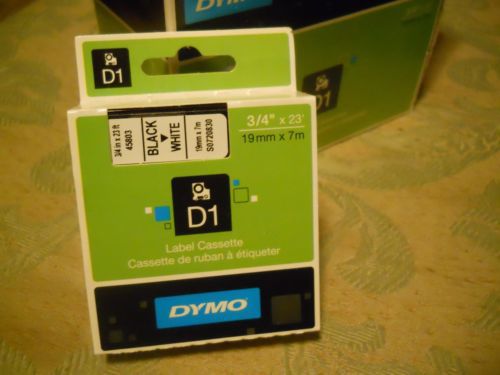 DYMO
D1
D1
3/4 in x 23 ft
45803
BLACK
WHITE
19mm x 7m
S0720830
3/4" x 23'
19mm x 7m
D1
Label Cassette
Cassette de ruban à étiqueter
DYMO